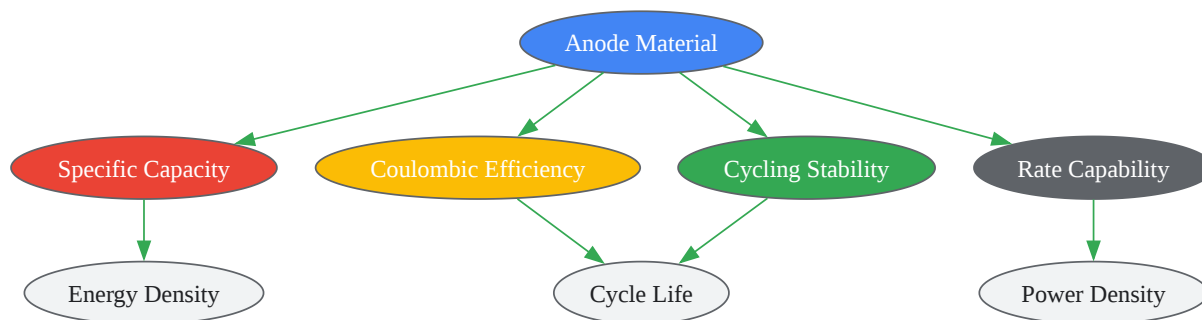 Anode Material
Specific Capacity
Coulombic Efficiency
Cycling Stability
Rate Capability
Energy Density
Cycle Life
Power Density